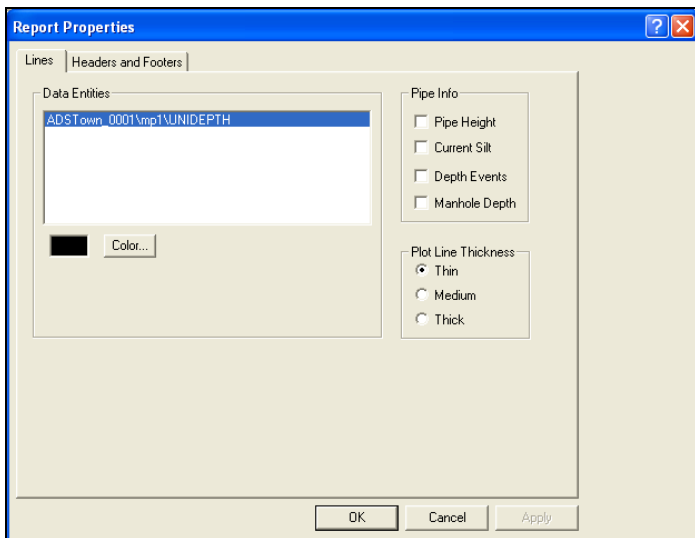 Report Properties
Lines
Headers and Footers
Data Entities
ADSTown_0001\mp1\UNIDEPTH
Color...
Pipe Info
Pipe Height
Current Silt
Depth Events
Manhole Depth
Plot Line Thickness
Thin
Medium
Thick
OK
Cancel
Apply